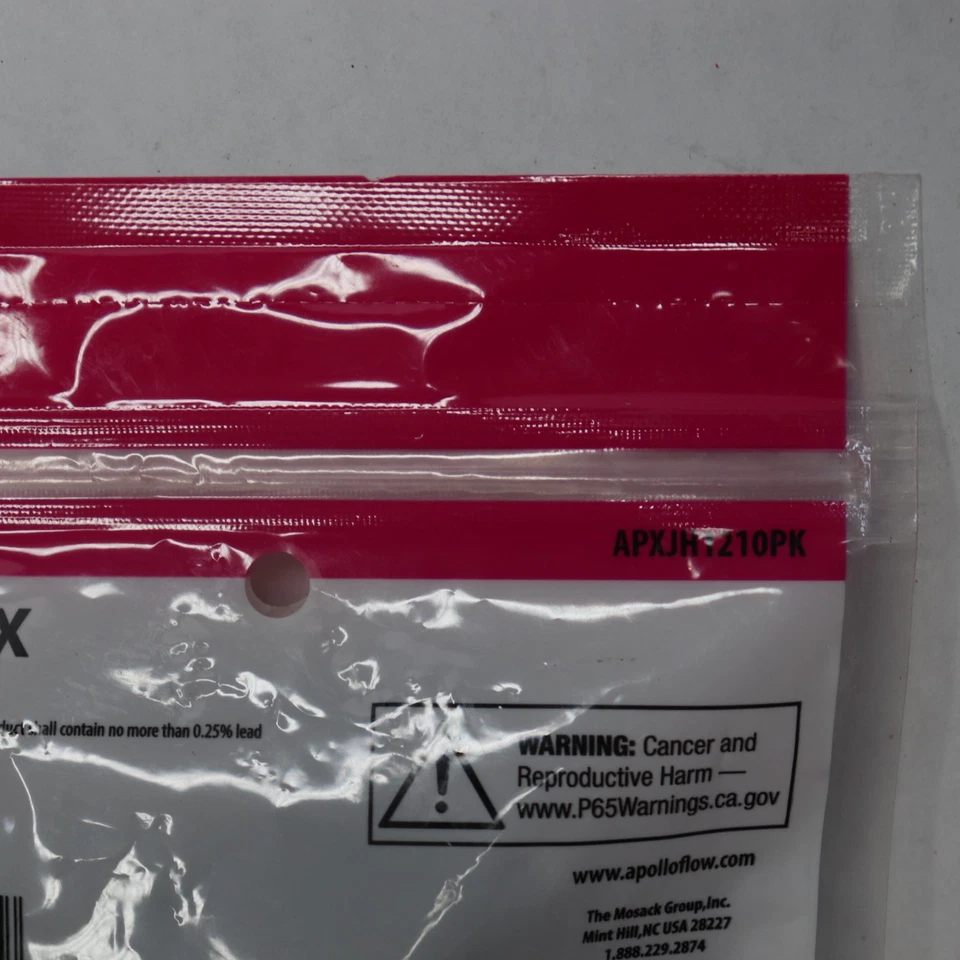 APXJH1210PK
X
shall contain no more than 0.25% lead
WARNING: Cancer and
Reproductive Harm —
www.P65Warnings.ca.gov
www.apolloflow.com
The Mosack Group,Inc.
Mint Hill,NC USA 28227
1.888.229.2874